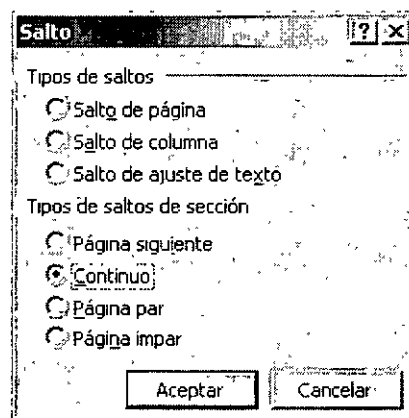 Salto
Tipos de saltos
Salto de página
Salto de columna
Salto de ajuste de texto
Tipos de saltos de sección
Página siguiente
Continuo
Página par
Página impar
Aceptar Cancelar